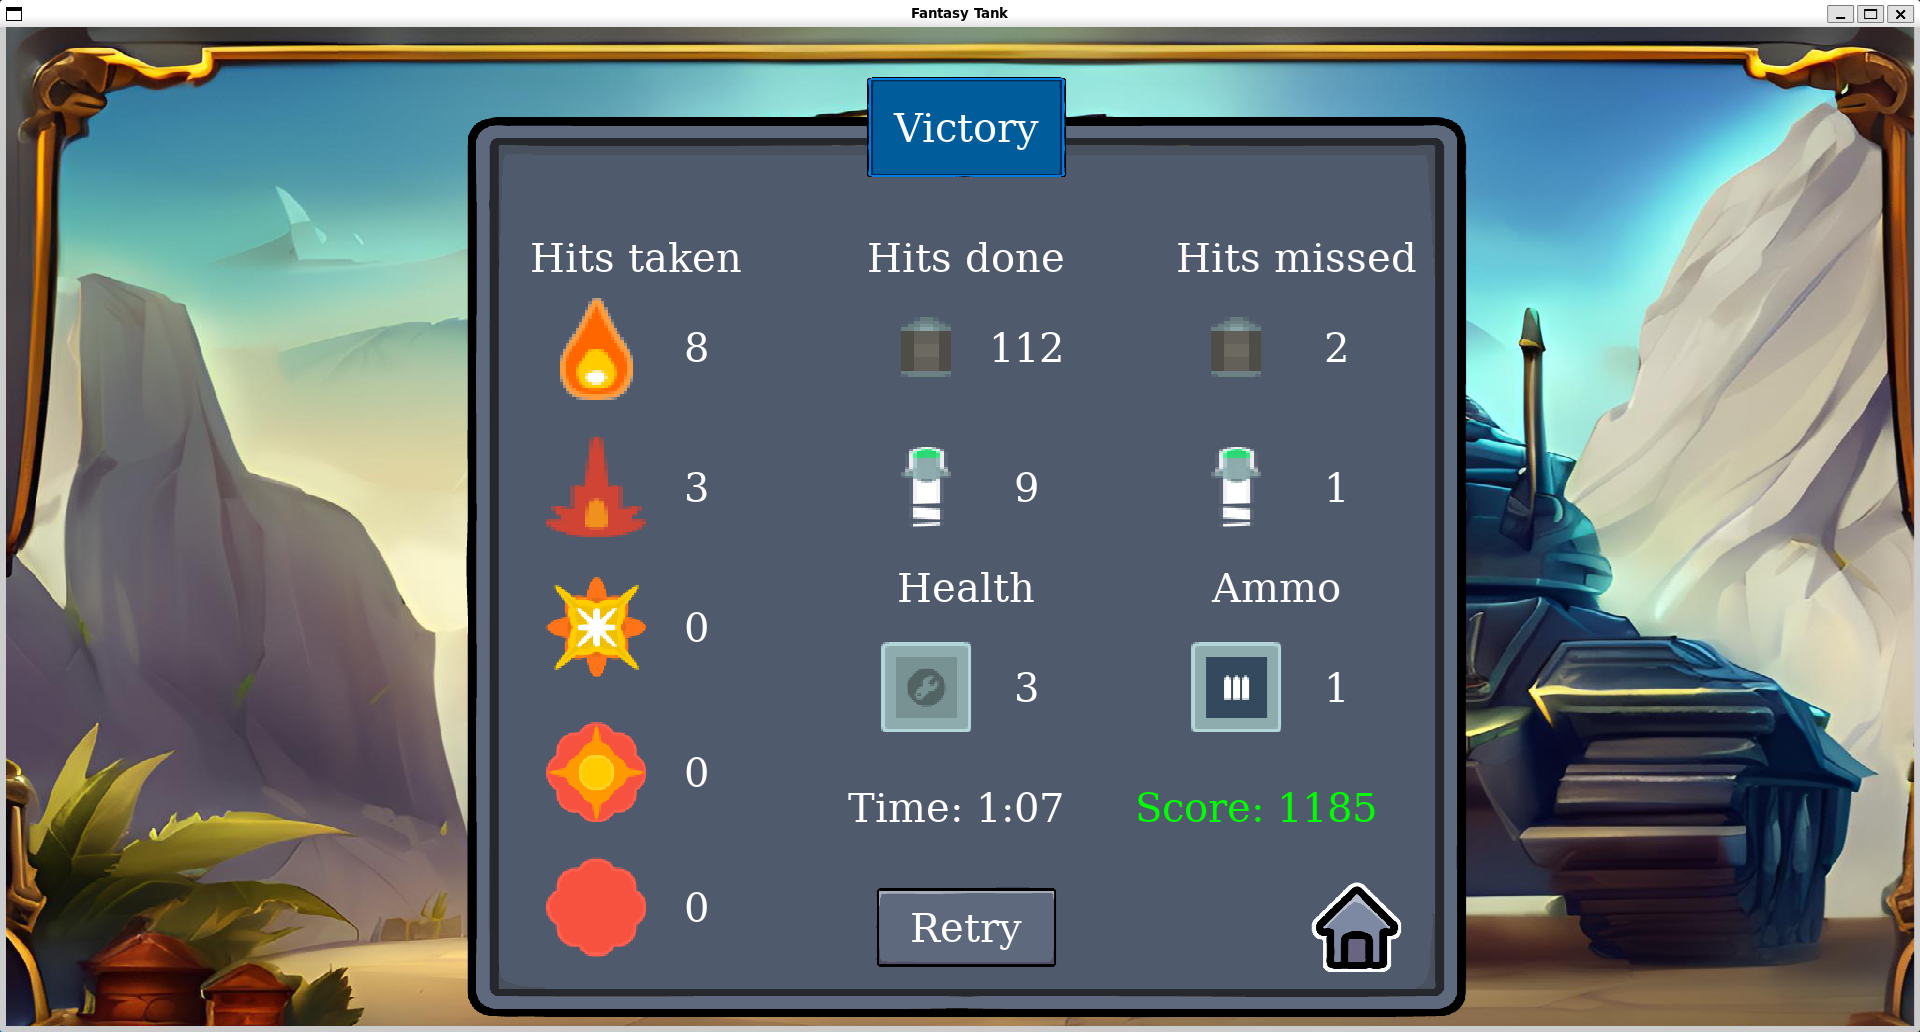 Fantasy Tank
Victory
Hits taken
Hits done
Hits missed
8
112
2
3
9
1
Health
Ammo
0
3
1
0
Time: 1:07
Score: 1185
0
Retry